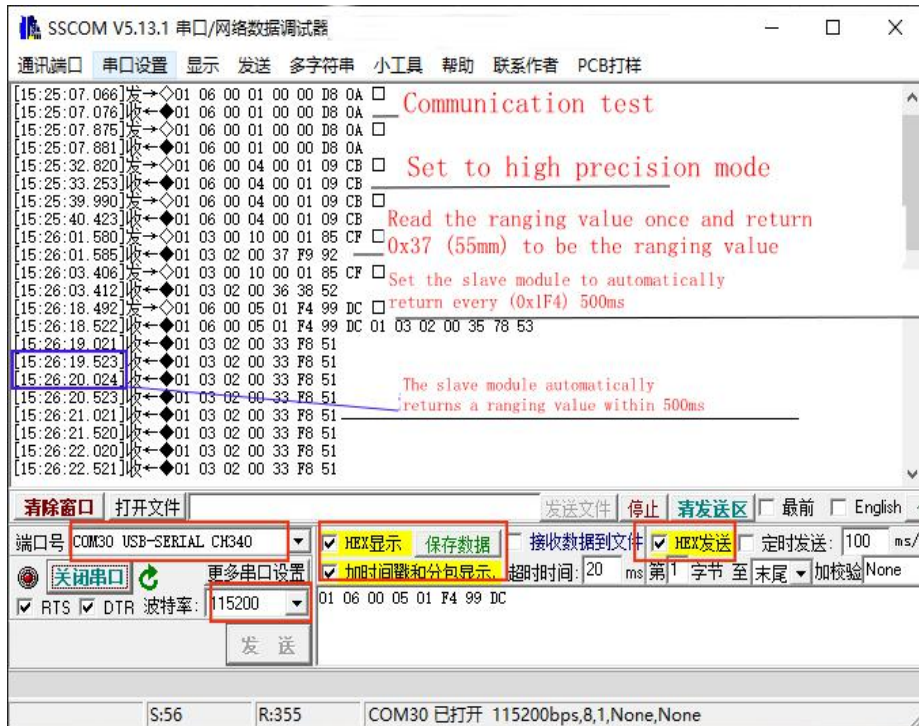 SSCOM V5.13.1 串口/网络数据调试器
通讯端口 串口设置 显示 发送 多字符串 小工具 帮助 联系作者 PCB打样
[15:25:07.066]发→◇01 06 00 01 00 00 D8 0A □
[15:25:07.076]收←◆01 06 00 01 00 00 D8 0A
Communication test
[15:25:07.875]发→◇01 06 00 01 00 00 D8 0A □
[15:25:07.881]收←◆01 06 00 01 00 00 D8 0A
[15:25:32.820]发→◇01 06 00 04 00 01 09 CB □
[15:25:33.253]收←◆01 06 00 04 00 01 09 CB
Set to high precision mode
[15:25:39.990]发→◇01 06 00 04 00 01 09 CB □
[15:25:40.423]收←◆01 06 00 04 00 01 09 CB
[15:26:01.580]发→◇01 03 00 10 00 01 85 CF □
[15:26:01.585]收←◆01 03 02 00 37 F9 92
Read the ranging value once and return
0x37 (55mm) to be the ranging value
[15:26:03.406]发→◇01 03 00 10 00 01 85 CF □
[15:26:03.412]收←◆01 03 02 00 36 38 52
[15:26:18.492]发→◇01 06 00 05 01 F4 99 DC □
Set the slave module to automatically
return every (0x1F4) 500ms
[15:26:18.522]收←◆01 06 00 05 01 F4 99 DC 01 03 02 00 35 78 53
[15:26:19.021]收←◆01 03 02 00 33 F8 51
[15:26:19.523]收←◆01 03 02 00 33 F8 51
[15:26:20.024]收←◆01 03 02 00 33 F8 51
[15:26:20.523]收←◆01 03 02 00 33 F8 51
[15:26:21.021]收←◆01 03 02 00 33 F8 51
The slave module automatically
returns a ranging value within 500ms
[15:26:21.520]收←◆01 03 02 00 33 F8 51
[15:26:22.020]收←◆01 03 02 00 33 F8 51
[15:26:22.521]收←◆01 03 02 00 33 F8 51
清除窗口 打开文件 发送文件 停止 清发送区 最前 English
端口号 COM30 USB-SERIAL CH340 HEX显示 保存数据 接收数据到文件 HEX发送 定时发送: 100 ms/
关闭串口 更多串口设置 加时间戳和分包显示, 超时时间: 20 ms 第1 字节 至 末尾 加校验 None
RTS DTR 波特率: 115200 01 06 00 05 01 F4 99 DC
发 送
S:56 R:355 COM30 已打开 115200bps,8,1,None,None